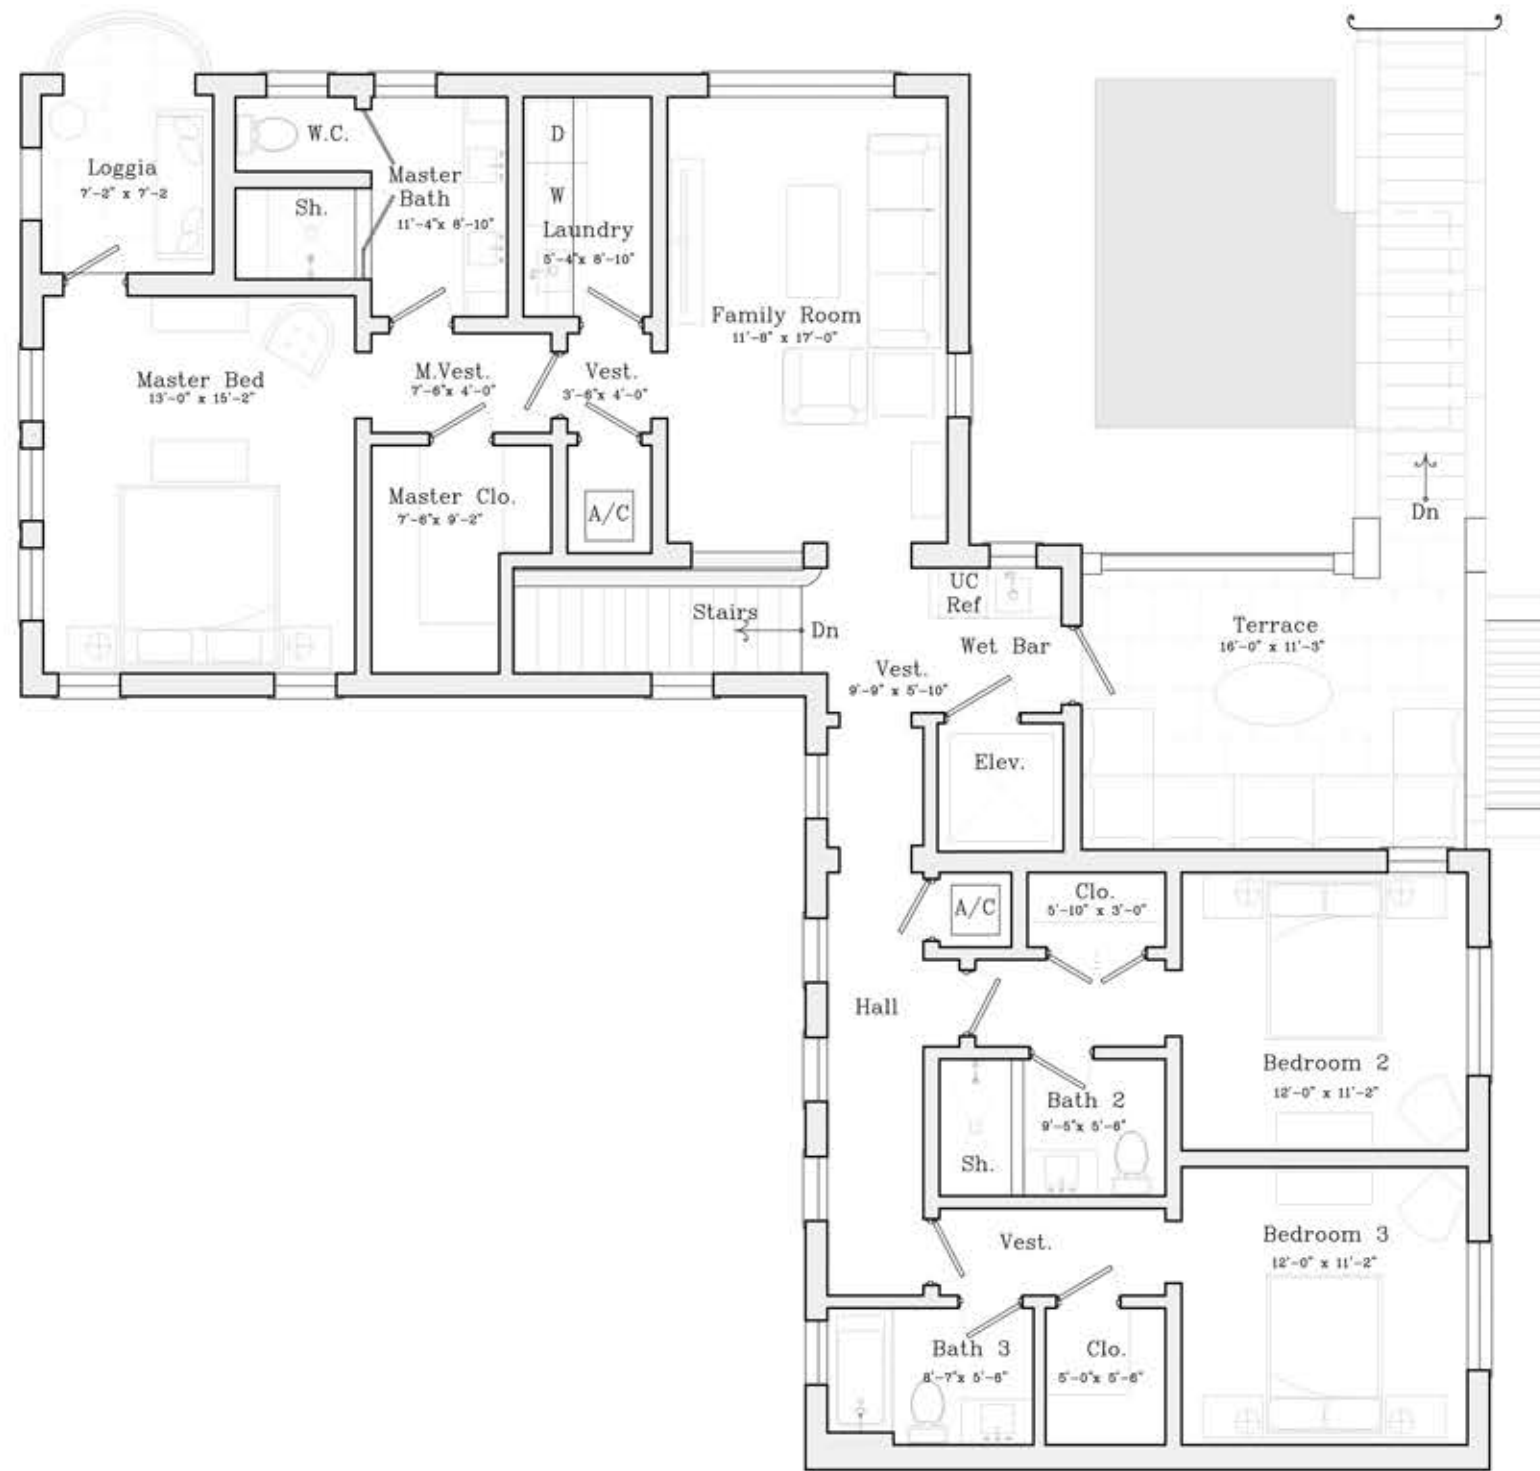 Loggia
7'-2" x 7'-2
W.C.
Sh.
Master
Bath
11'-4"x 8'-10"
D
W
Laundry
5'-4"x 8'-10"
Family Room
11'-8" x 17'-0"
Master Bed
13'-0" x 15'-2"
M.Vest.
7'-6"x 4'-0"
Vest.
3'-6"x 4'-0"
Master Clo.
7'-6"x 9'-2"
A/C
Stairs
Dn
UC
Ref
Wet Bar
Vest.
9'-9" x 5'-10"
Dn
Terrace
16'-0" x 11'-3"
Elev.
A/C
Clo.
5'-10" x 3'-0"
Hall
Bedroom 2
12'-0" x 11'-2"
Bath 2
9'-5"x 5'-6"
Sh.
Vest.
Bedroom 3
12'-0" x 11'-2"
Bath 3
8'-7"x 5'-6"
Clo.
5'-0"x 5'-6"